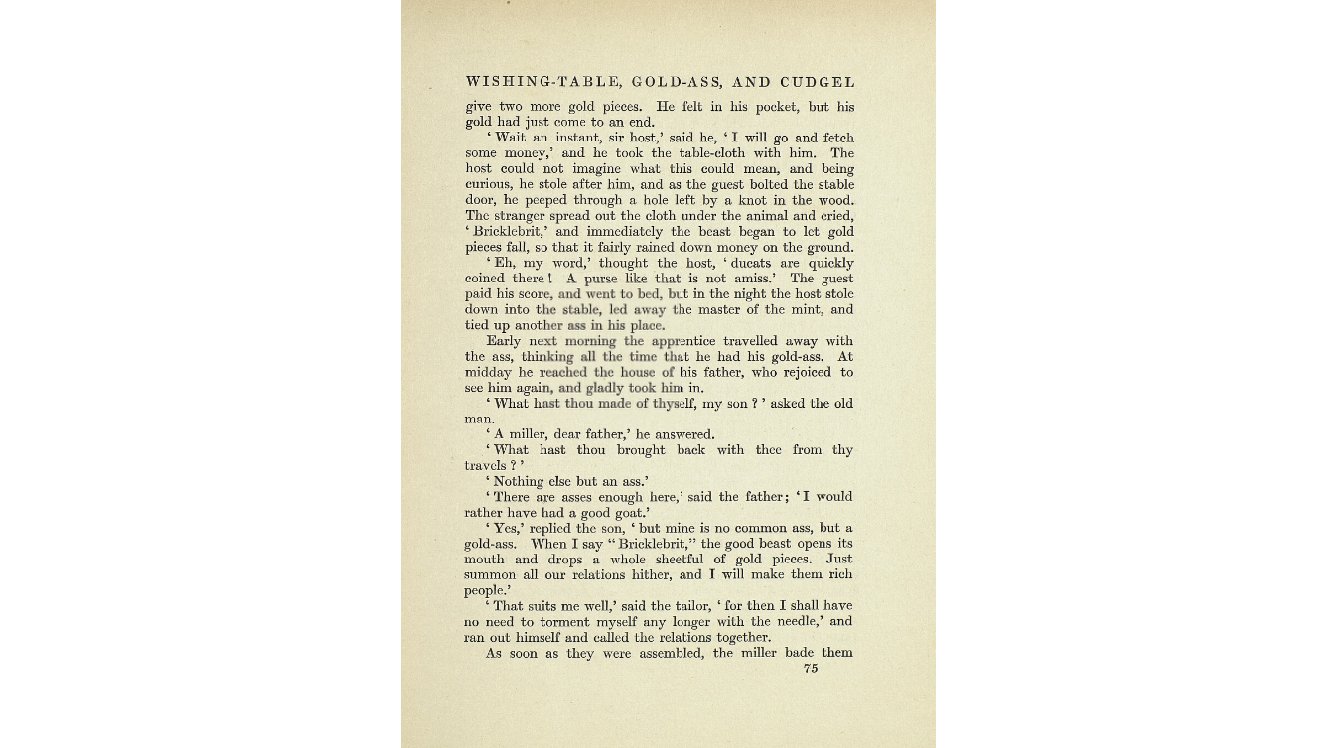 WISHING-TABLE, GOLD-ASS, AND CUDGEL
give two more gold pieces. He felt in his pocket, but his
gold had just come to an end.
‘ Wait an instant, sir host,’ said he, ‘ I will go and fetch
some money,’ and he took the table-cloth with him. The
host could not imagine what this could mean, and being
curious, he stole after him, and as the guest bolted the stable
door, he peeped through a hole left by a knot in the wood.
The stranger spread out the cloth under the animal and cried,
‘ Bricklebrit,’ and immediately the beast began to let gold
pieces fall, so that it fairly rained down money on the ground.
‘ Eh, my word,’ thought the host, ‘ ducats are quickly
coined there ! A purse like that is not amiss.’ The guest
paid his score, and went to bed, but in the night the host stole
down into the stable, led away the master of the mint, and
tied up another ass in his place.
Early next morning the apprentice travelled away with
the ass, thinking all the time that he had his gold-ass. At
midday he reached the house of his father, who rejoiced to
see him again, and gladly took him in.
‘ What hast thou made of thyself, my son ? ’ asked the old
man.
‘ A miller, dear father,’ he answered.
‘ What hast thou brought back with thee from thy
travels ? ’
‘ Nothing else but an ass.’
‘ There are asses enough here,’ said the father ; ‘ I would
rather have had a good goat.’
‘ Yes,’ replied the son, ‘ but mine is no common ass, but a
gold-ass. When I say “ Bricklebrit,” the good beast opens its
mouth and drops a whole sheetful of gold pieces. Just
summon all our relations hither, and I will make them rich
people.’
‘ That suits me well,’ said the tailor, ‘ for then I shall have
no need to torment myself any longer with the needle,’ and
ran out himself and called the relations together.
As soon as they were assembled, the miller bade them
75